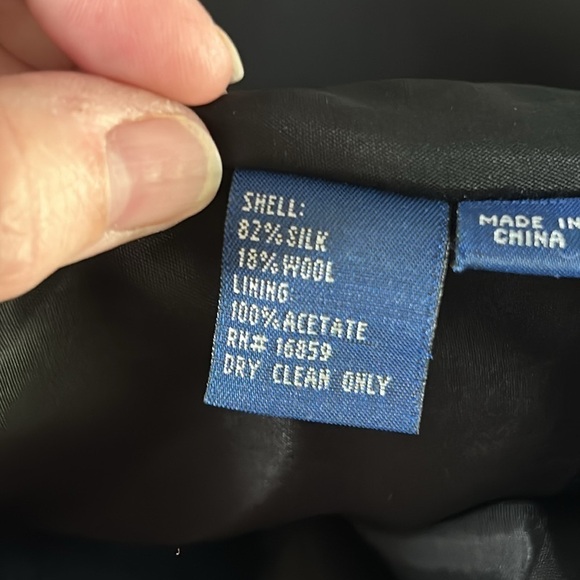 SHELL:
82% SILK
18% WOOL
LINING
100% ACETATE
RN# 16859
DRY CLEAN ONLY
MADE IN
CHINA